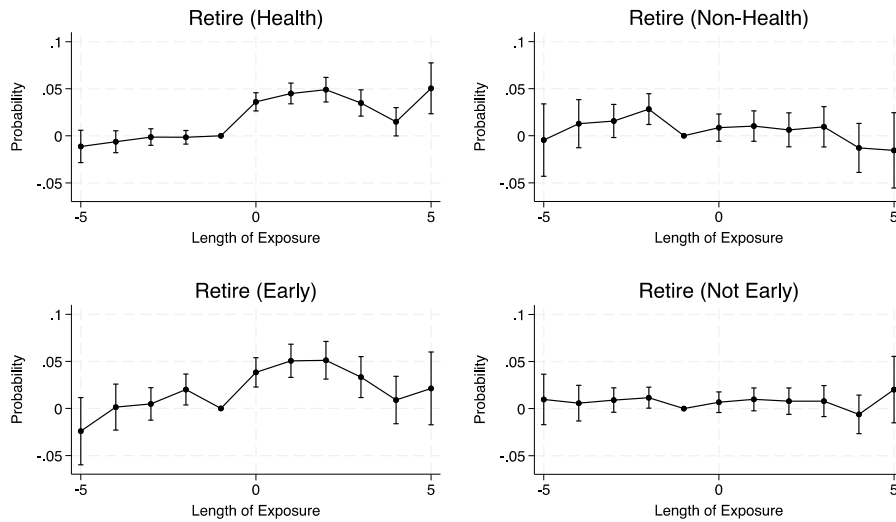 Retire (Health)
.1
.05
0
-.05
Probability
-5
0
5
Length of Exposure
Retire (Non-Health)
.1
.05
0
-.05
Probability
-5
0
5
Length of Exposure
Retire (Early)
.1
.05
0
-.05
Probability
-5
0
5
Length of Exposure
Retire (Not Early)
.1
.05
0
-.05
Probability
-5
0
5
Length of Exposure